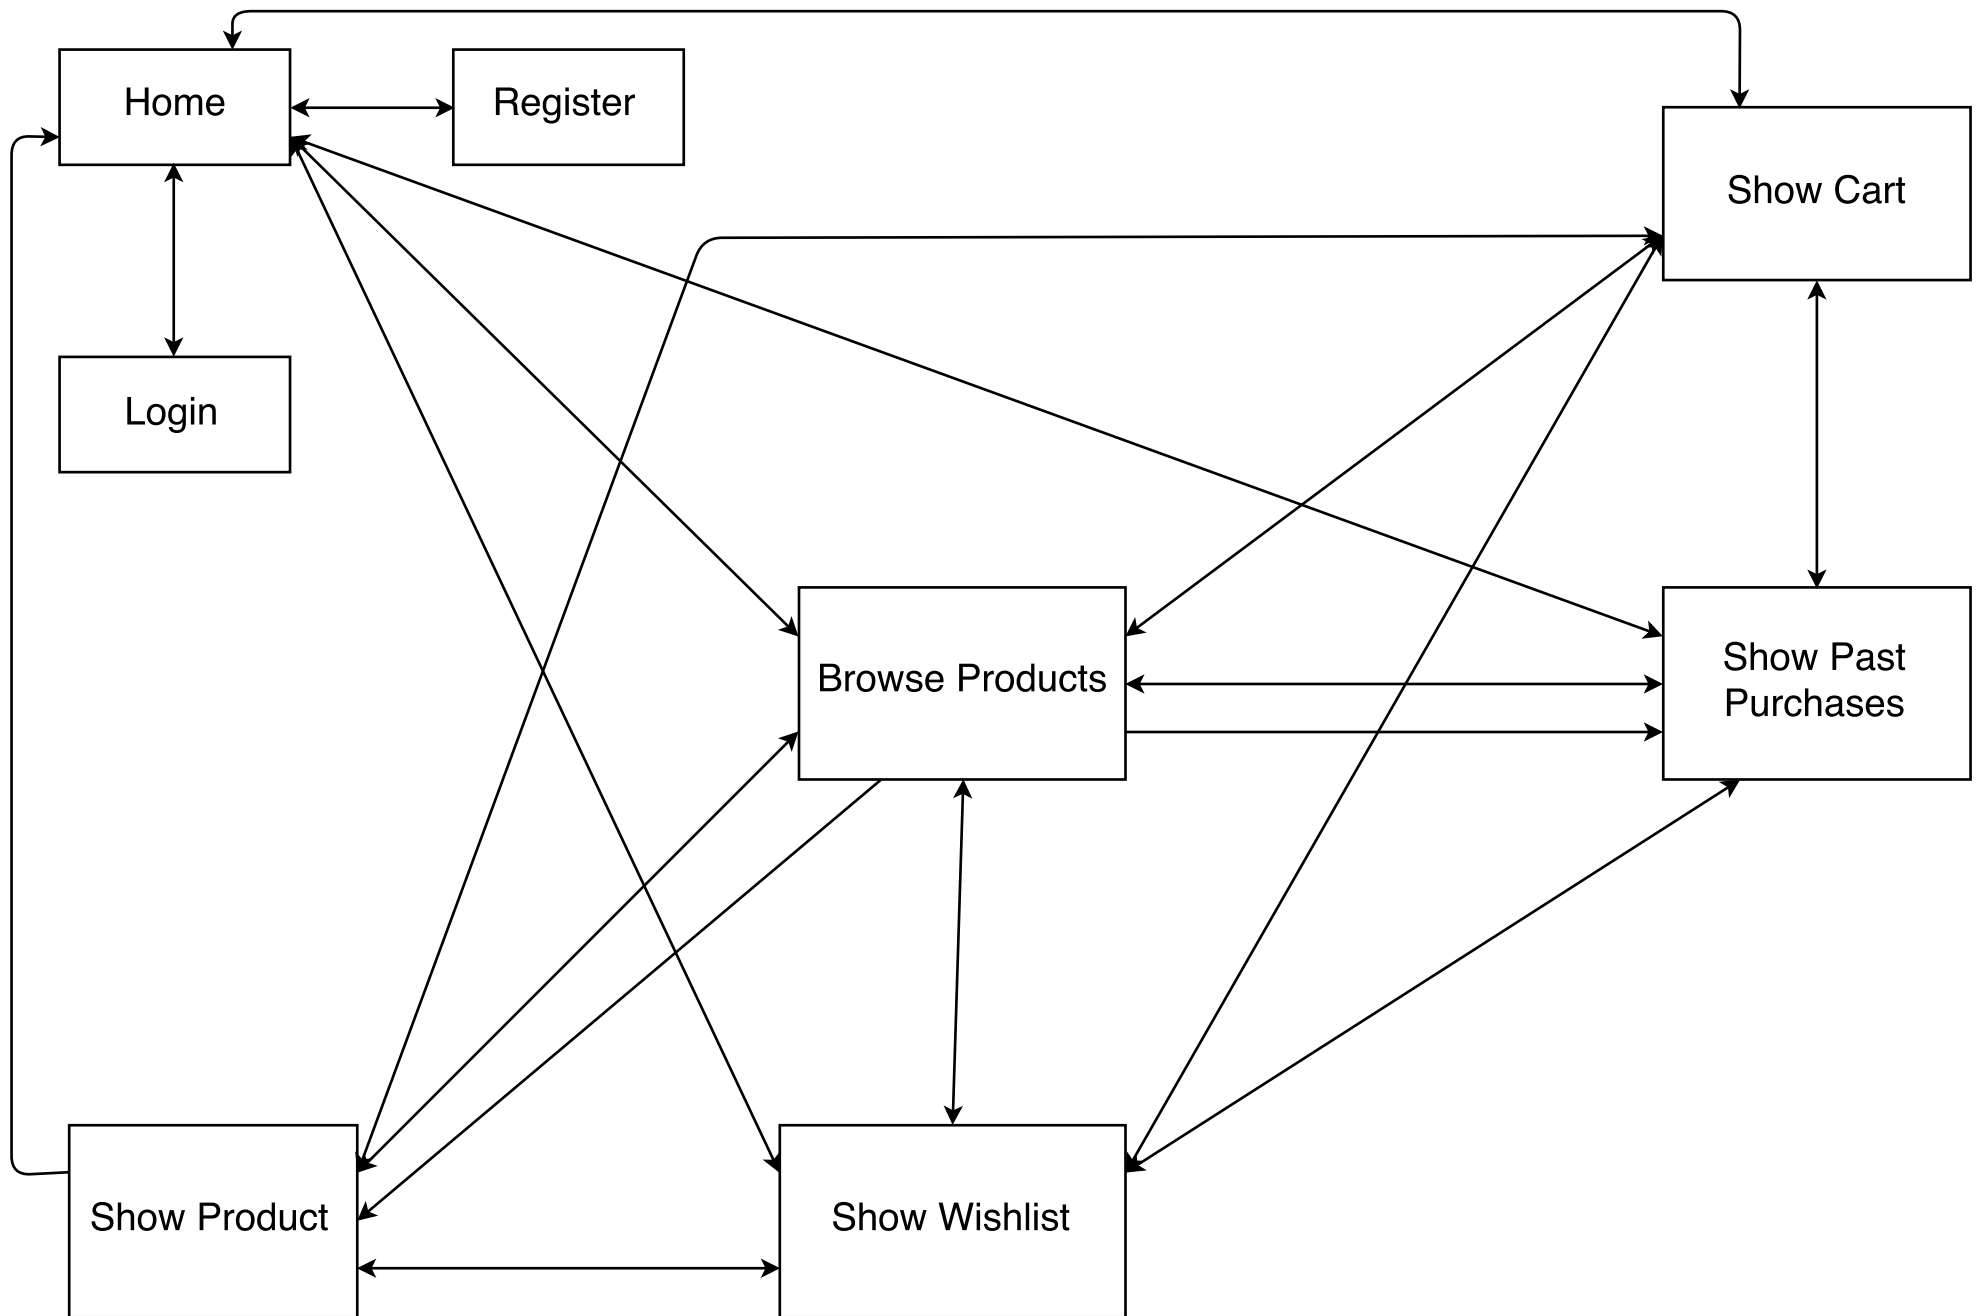 Home
Register
Show Cart
Login
Browse Products
Show Past
Purchases
Show Product
Show Wishlist